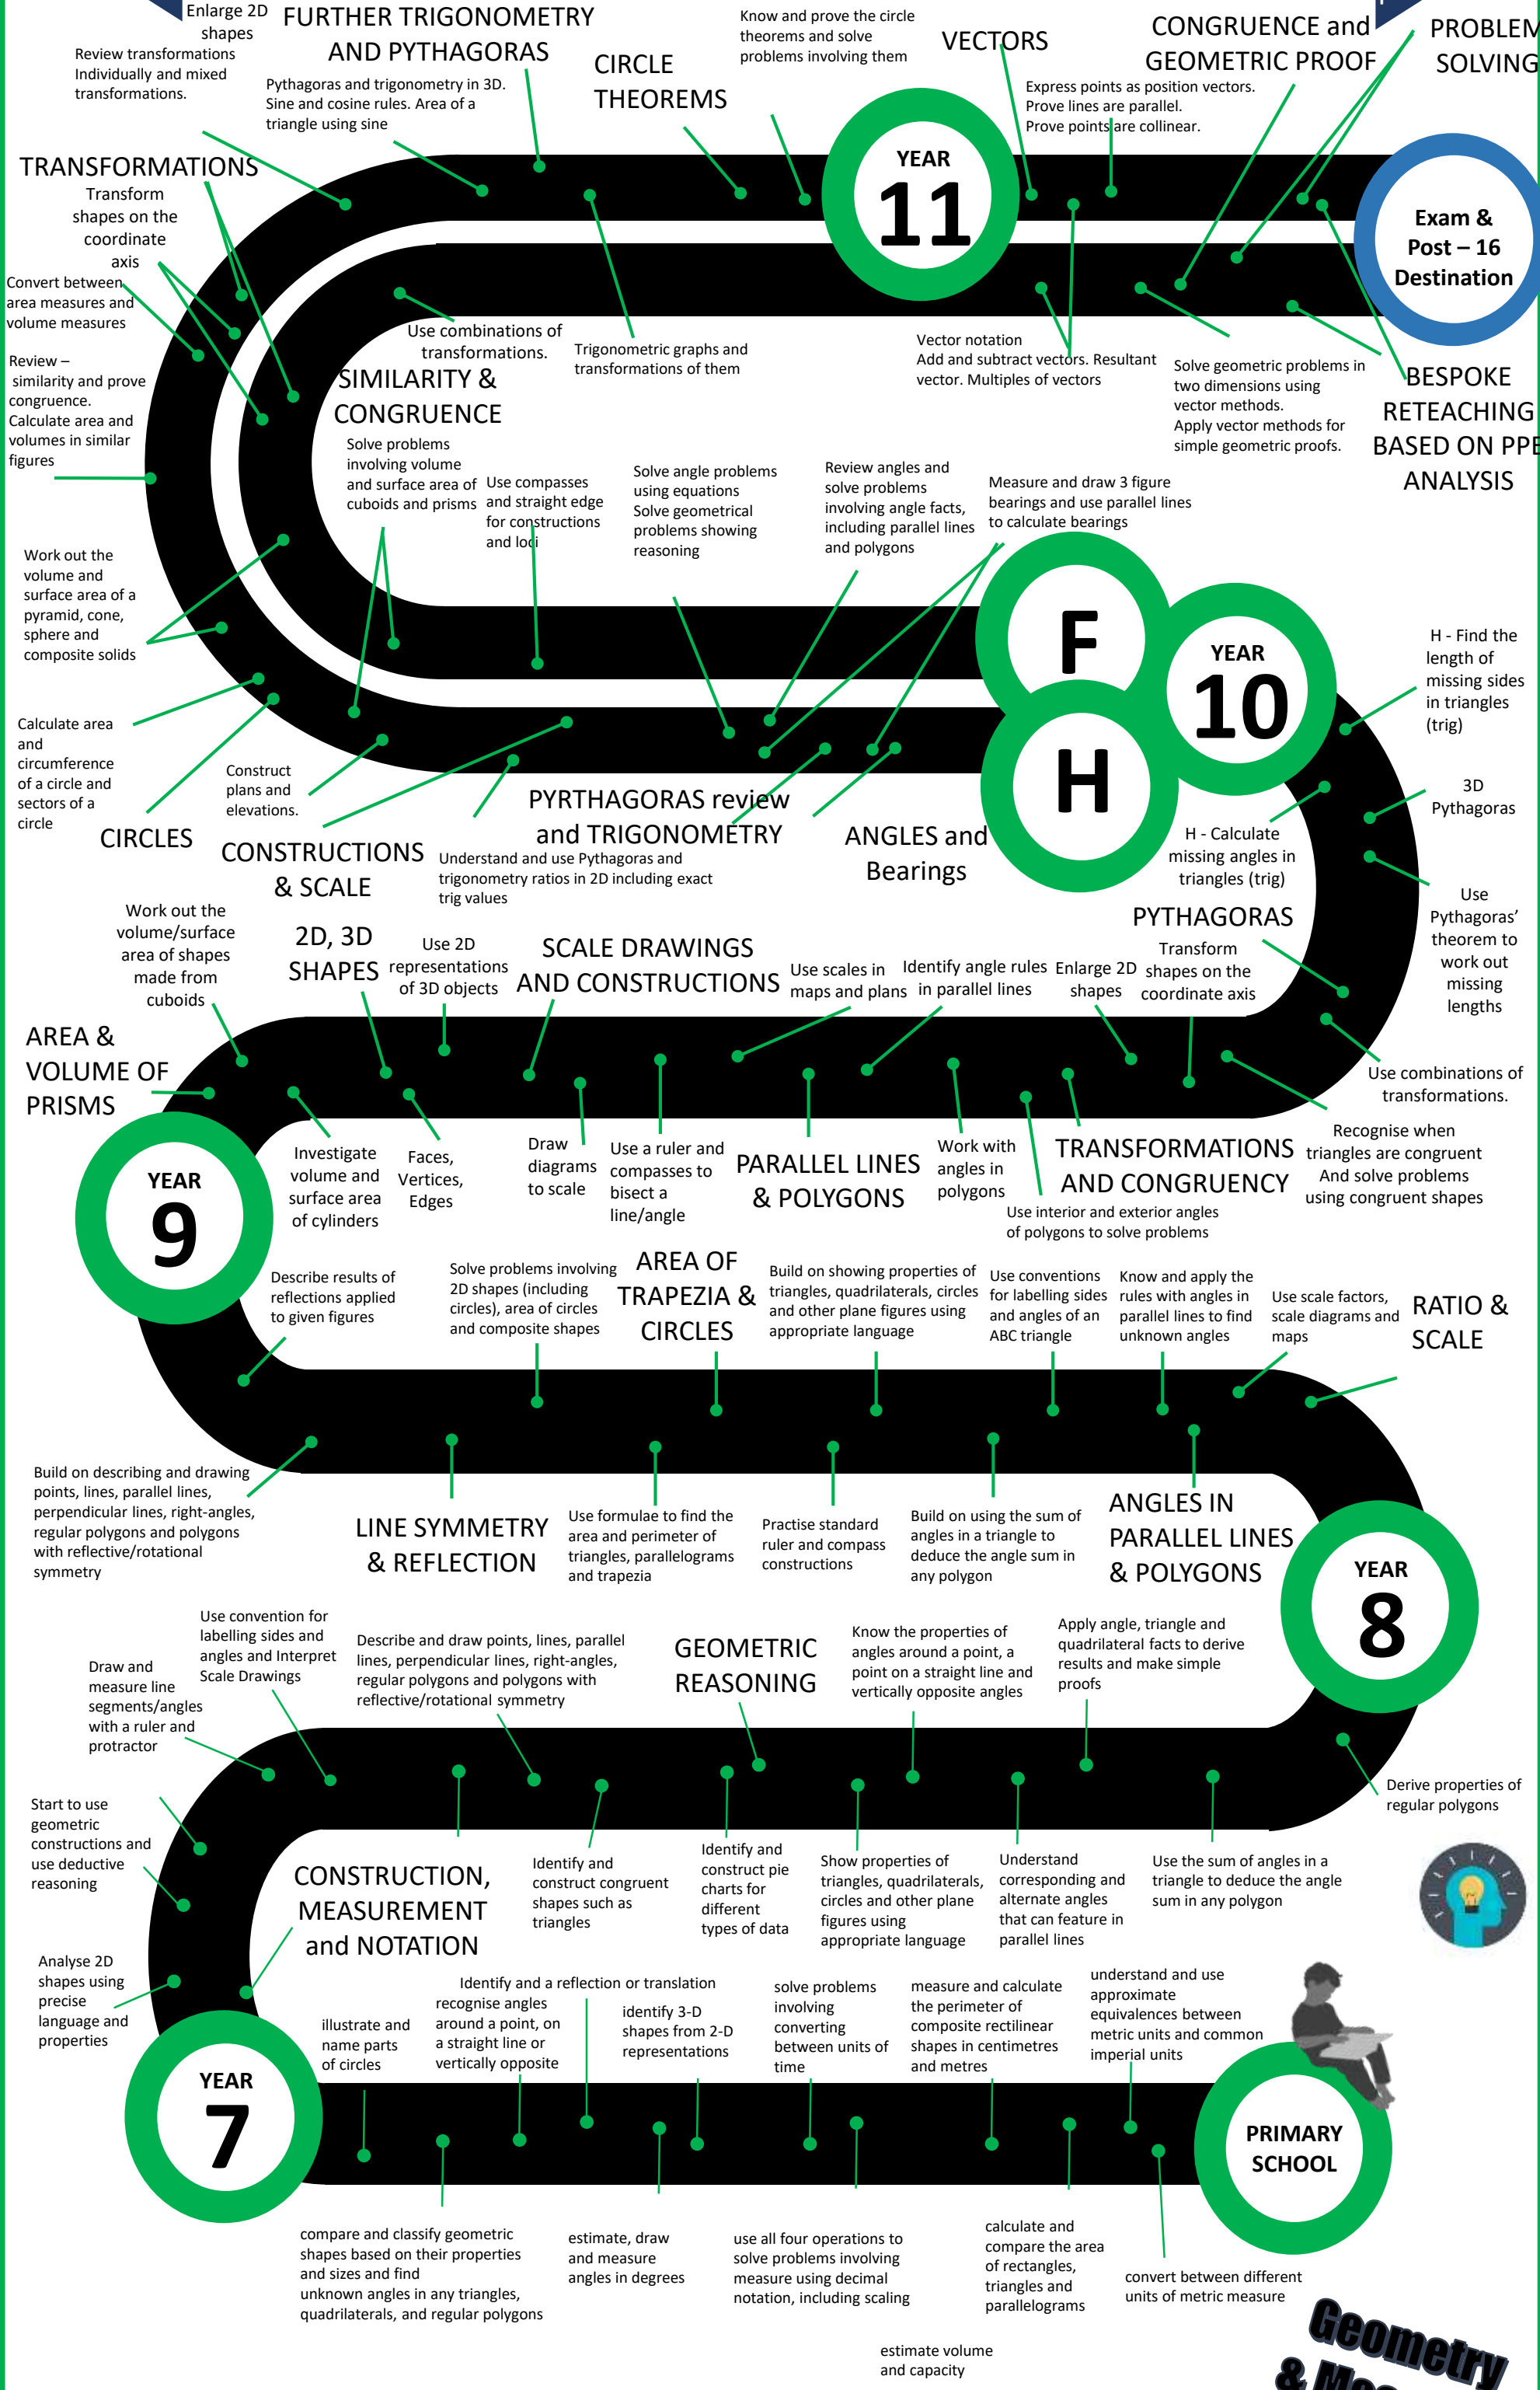 Enlarge 2D
shapes
FURTHER TRIGONOMETRY
AND PYTHAGORAS
Know and prove the circle
theorems and solve
problems involving them
VECTORS
CONGRUENCE and
GEOMETRIC PROOF
PROBLEM
SOLVING
Review transformations
Individually and mixed
transformations.
Pythagoras and trigonometry in 3D.
Sine and cosine rules. Area of a
triangle using sine
CIRCLE
THEOREMS
Express points as position vectors.
Prove lines are parallel.
Prove points are collinear.
TRANSFORMATIONS
Transform
shapes on the
coordinate
axis
YEAR
11
Exam &
Post – 16
Destination
Convert between
area measures and
volume measures
Use combinations of
transformations.
Trigonometric graphs and
transformations of them
Vector notation
Add and subtract vectors. Resultant
vector. Multiples of vectors
Solve geometric problems in
two dimensions using
vector methods.
Apply vector methods for
simple geometric proofs.
BESPOKE
RETEACHING
BASED ON PPE
ANALYSIS
Review –
similarity and prove
congruence.
Calculate area and
volumes in similar
figures
SIMILARITY &
CONGRUENCE
Solve problems
involving volume
and surface area of
cuboids and prisms
Use compasses
and straight edge
for constructions
and loci
Solve angle problems
using equations
Solve geometrical
problems showing
reasoning
Review angles and
solve problems
involving angle facts,
including parallel lines
and polygons
Measure and draw 3 figure
bearings and use parallel lines
to calculate bearings
Work out the
volume and
surface area of a
pyramid, cone,
sphere and
composite solids
F
YEAR
10
H
H - Find the
length of
missing sides
in triangles
(trig)
Calculate area
and
circumference
of a circle and
sectors of a
circle
CIRCLES
Construct
plans and
elevations.
CONSTRUCTIONS
& SCALE
PYRTHAGORAS review
and TRIGONOMETRY
Understand and use Pythagoras and
trigonometry ratios in 2D including exact
trig values
ANGLES and
Bearings
H - Calculate
missing angles in
triangles (trig)
3D
Pythagoras
Use
Pythagoras’
theorem to
work out
missing
lengths
PYTHAGORAS
Work out the
volume/surface
area of shapes
made from
cuboids
2D, 3D
SHAPES
Use 2D
representations
of 3D objects
SCALE DRAWINGS
AND CONSTRUCTIONS
Use scales in
maps and plans
Identify angle rules
in parallel lines
Enlarge 2D
shapes
Transform
shapes on the
coordinate axis
AREA &
VOLUME OF
PRISMS
Use combinations of
transformations.
YEAR
9
Investigate
volume and
surface area
of cylinders
Faces,
Vertices,
Edges
Draw
diagrams
to scale
Use a ruler and
compasses to
bisect a
line/angle
PARALLEL LINES
& POLYGONS
Work with
angles in
polygons
TRANSFORMATIONS
AND CONGRUENCY
Recognise when
triangles are congruent
And solve problems
using congruent shapes
Use interior and exterior angles
of polygons to solve problems
Describe results of
reflections applied
to given figures
Solve problems involving
2D shapes (including
circles), area of circles
and composite shapes
AREA OF
TRAPEZIA &
CIRCLES
Build on showing properties of
triangles, quadrilaterals, circles
and other plane figures using
appropriate language
Use conventions
for labelling sides
and angles of an
ABC triangle
Know and apply the
rules with angles in
parallel lines to find
unknown angles
Use scale factors,
scale diagrams and
maps
RATIO &
SCALE
Build on describing and drawing
points, lines, parallel lines,
perpendicular lines, right-angles,
regular polygons and polygons
with reflective/rotational
symmetry
LINE SYMMETRY
& REFLECTION
Use formulae to find the
area and perimeter of
triangles, parallelograms
and trapezia
Practise standard
ruler and compass
constructions
Build on using the sum of
angles in a triangle to
deduce the angle sum in
any polygon
ANGLES IN
PARALLEL LINES
& POLYGONS
YEAR
8
Draw and
measure line
segments/angles
with a ruler and
protractor
Use convention for
labelling sides and
angles and Interpret
Scale Drawings
Describe and draw points, lines, parallel
lines, perpendicular lines, right-angles,
regular polygons and polygons with
reflective/rotational symmetry
GEOMETRIC
REASONING
Know the properties of
angles around a point, a
point on a straight line and
vertically opposite angles
Apply angle, triangle and
quadrilateral facts to derive
results and make simple
proofs
Derive properties of
regular polygons
Start to use
geometric
constructions and
use deductive
reasoning
CONSTRUCTION,
MEASUREMENT
and NOTATION
Identify and
construct congruent
shapes such as
triangles
Identify and
construct pie
charts for
different
types of data
Show properties of
triangles, quadrilaterals,
circles and other plane
figures using
appropriate language
Understand
corresponding and
alternate angles
that can feature in
parallel lines
Use the sum of angles in a
triangle to deduce the angle
sum in any polygon
Analyse 2D
shapes using
precise
language and
properties
YEAR
7
illustrate and
name parts
of circles
Identify and a reflection or translation
recognise angles
around a point, on
a straight line or
vertically opposite
identify 3-D
shapes from 2-D
representations
solve problems
involving
converting
between units of
time
measure and calculate
the perimeter of
composite rectilinear
shapes in centimetres
and metres
understand and use
approximate
equivalences between
metric units and common
imperial units
PRIMARY
SCHOOL
compare and classify geometric
shapes based on their properties
and sizes and find
unknown angles in any triangles,
quadrilaterals, and regular polygons
estimate, draw
and measure
angles in degrees
use all four operations to
solve problems involving
measure using decimal
notation, including scaling
calculate and
compare the area
of rectangles,
triangles and
parallelograms
convert between different
units of metric measure
estimate volume
and capacity
Geometry
&